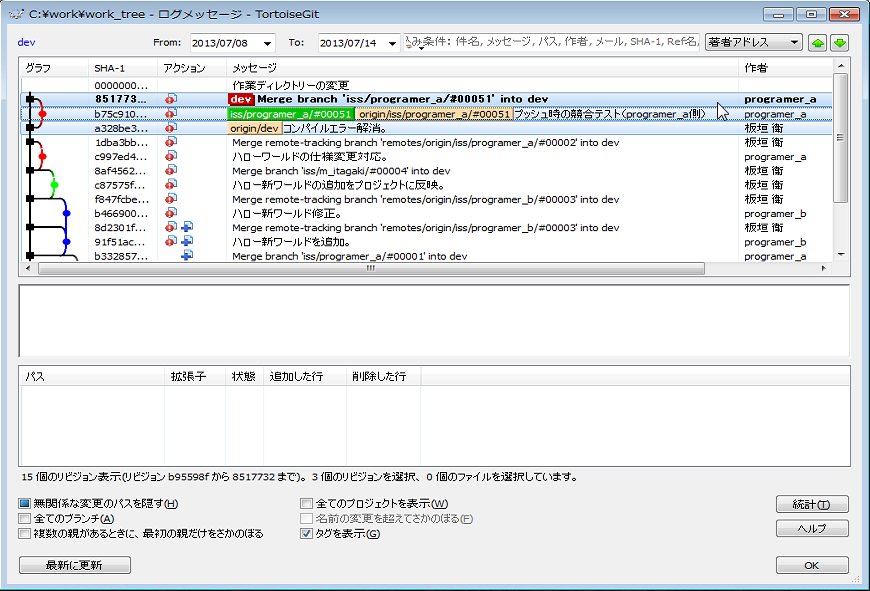 C:¥work¥work_tree - ログメッセージ - TortoiseGit
dev From: 2013/07/08 To: 2013/07/14 条件: 件名, メッセージ, パス, 作者, メール, SHA-1, Ref名, 著者アドレス
グラフ SHA-1 アクション メッセージ 作者
0000000... 作業ディレクトリーの変更
851773... dev Merge branch 'iss/programer_a/#00051' into dev programer_a
b75c910... iss/programer_a/#00051 origin/iss/programer_a/#00051 プッシュ時の競合テスト(programer_a側) programer_a
a328be3... origin/dev コンパイルエラー解消。 板垣 衛
1dba3bb... Merge remote-tracking branch 'remotes/origin/iss/programer_a/#00002' into dev 板垣 衛
c997ed4... ハローワールドの仕様変更対応。 programer_a
8af4562... Merge branch 'iss/m_itagaki/#00004' into dev 板垣 衛
c87575f... ハロー新ワールドの追加をプロジェクトに反映。 板垣 衛
f847fcbe... Merge remote-tracking branch 'remotes/origin/iss/programer_b/#00003' into dev 板垣 衛
b466900... ハロー新ワールド修正。 programer_b
8d2301f... Merge remote-tracking branch 'remotes/origin/iss/programer_b/#00003' into dev 板垣 衛
91f51ac... ハロー新ワールドを追加。 programer_b
b332857... Merge branch 'iss/programer_a/#00001' into dev programer_a
パス 拡張子 状態 追加した行 削除した行
15 個のリビジョン表示(リビジョン b95598f から 8517732 まで)。3 個のリビジョンを選択、0 個のファイルを選択しています。
無関係な変更のパスを隠す(H) 全てのプロジェクトを表示(W) 統計(T)
全てのブランチ(A) 名前の変更を超えてさかのぼる(F)
複数の親があるときに、最初の親だけをさかのぼる タグを表示(G) ヘルプ
最新に更新 OK